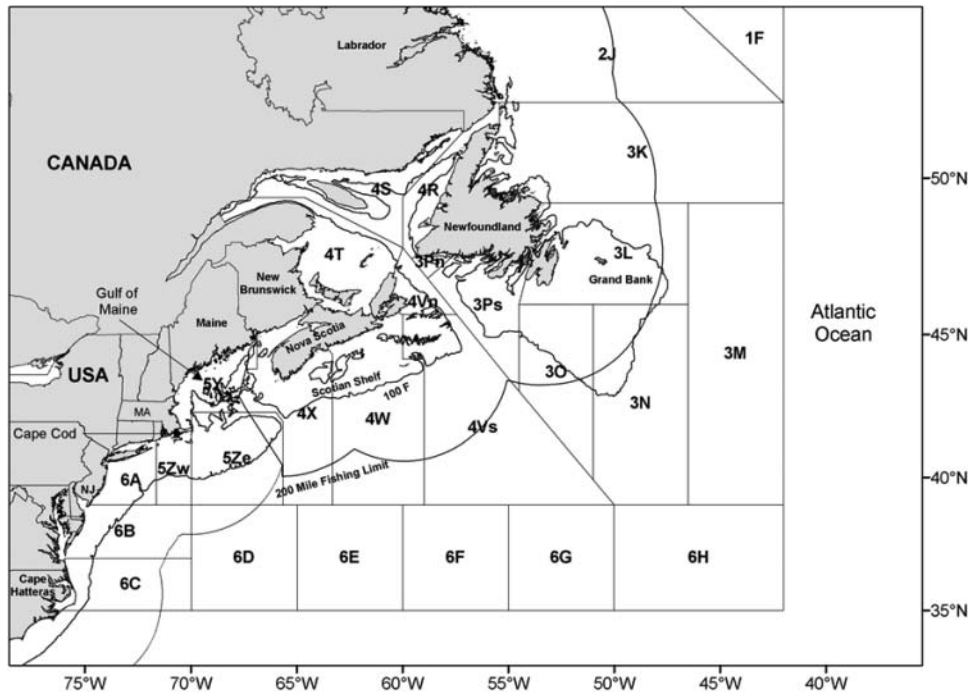 1F
2J
Labrador
3K
CANADA
50°N
4S
4R
Newfoundland
4T
3L
3Pn
Grand Bank
New
Brunswick
Gulf of
Maine
4Vn
3Ps
Atlantic
Ocean
Maine
Nova Scotia
45°N
3M
USA
5Y
Scotian Shelf
3O
100 F
3N
MA
4X
4W
4Vs
Cape Cod
5Zw
5Ze
6A
200 Mile Fishing Limit
40°N
NJ
6B
6D
6E
6F
6G
6H
Cape
Hatteras
6C
35°N
75°W
70°W
65°W
60°W
55°W
50°W
45°W
40°W